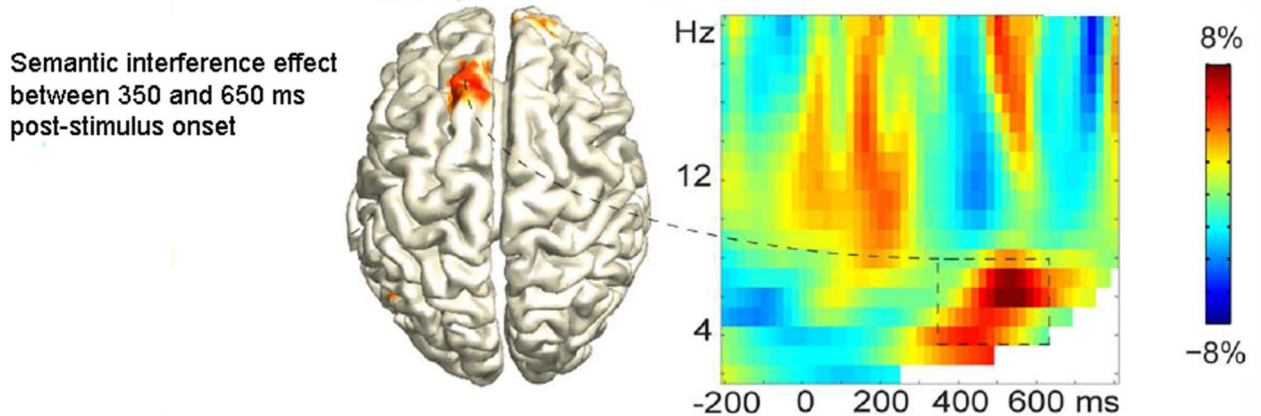 Semantic interference effect
between 350 and 650 ms
post-stimulus onset
Hz
12
4
-200 0 200 400 600 ms
8%
−8%